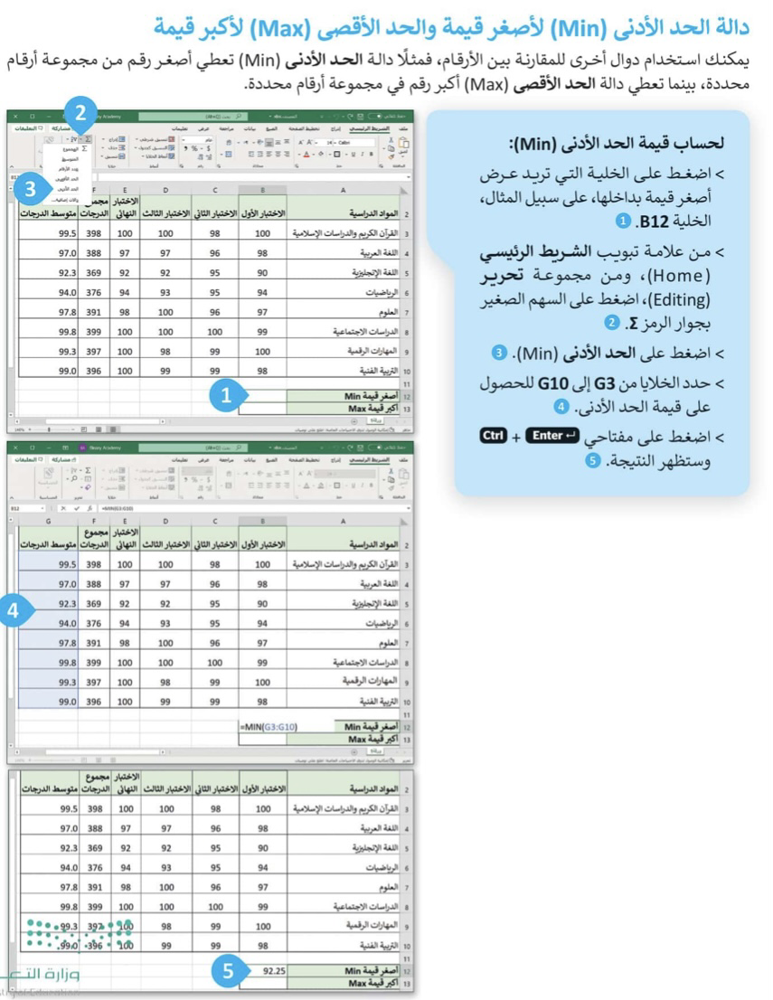 دالة الحد الأدنى (Min) لأصغر قيمة والحد الأقصى (Max) لأكبر قيمة
يمكنك استخدام دوال أخرى للمقارنة بين الأرقام، فمثلًا دالة الحد الأدنى (Min) تعطي أصغر رقم من مجموعة أرقام
محددة، بينما تعطي دالة الحد الأقصى (Max) أكبر رقم في مجموعة أرقام محددة.
لحساب قيمة الحد الأدنى (Min):
> اضغط على الخلية التي تريد عرض
أصغر قيمة بداخلها، على سبيل المثال،
الخلية B12. 1
> من علامة تبويب الشريط الرئيسي
(Home)، ومن مجموعة تحرير
(Editing)، اضغط على السهم الصغير
بجوار الرمز Σ. 2
> اضغط على الحد الأدنى (Min). 3
> حدد الخلايا من G3 إلى G10 للحصول
على قيمة الحد الأدنى. 4
> اضغط على مفتاحي Ctrl + Enter
وستظهر النتيجة. 5
2
3
A B C D E F
2 المواد الدراسية الاختبار الأول الاختبار الثاني الاختبار الثالث الاختبار النهائي مجموع الدرجات متوسط الدرجات
3 القرآن الكريم والدراسات الإسلامية 100 98 100 100 398 99.5
4 اللغة العربية 98 96 97 97 388 97.0
5 اللغة الإنجليزية 90 95 92 92 369 92.3
6 الرياضيات 94 95 93 94 376 94.0
7 العلوم 97 96 100 98 391 97.8
8 الدراسات الاجتماعية 99 100 100 100 399 99.8
9 المهارات الرقمية 100 99 98 100 397 99.3
10 التربية الفنية 98 99 99 100 396 99.0
11
12 أصغر قيمة Min
1
13 أكبر قيمة Max
B12 =MIN(G3:G10)
A B C D E F G
2 المواد الدراسية الاختبار الأول الاختبار الثاني الاختبار الثالث الاختبار النهائي مجموع الدرجات متوسط الدرجات
3 القرآن الكريم والدراسات الإسلامية 100 98 100 100 398 99.5
4 اللغة العربية 98 96 97 97 388 97.0
5 اللغة الإنجليزية 90 95 92 92 369 92.3
4
6 الرياضيات 94 95 93 94 376 94.0
7 العلوم 97 96 100 98 391 97.8
8 الدراسات الاجتماعية 99 100 100 100 399 99.8
9 المهارات الرقمية 100 99 98 100 397 99.3
10 التربية الفنية 98 99 99 100 396 99.0
11
12 أصغر قيمة Min =MIN(G3:G10)
13 أكبر قيمة Max
2 المواد الدراسية الاختبار الأول الاختبار الثاني الاختبار الثالث الاختبار النهائي مجموع الدرجات متوسط الدرجات
3 القرآن الكريم والدراسات الإسلامية 100 98 100 100 398 99.5
4 اللغة العربية 98 96 97 97 388 97.0
5 اللغة الإنجليزية 90 95 92 92 369 92.3
6 الرياضيات 94 95 93 94 376 94.0
7 العلوم 97 96 100 98 391 97.8
8 الدراسات الاجتماعية 99 100 100 100 399 99.8
9 المهارات الرقمية 100 99 98 100 397 99.3
10 التربية الفنية 98 99 99 100 396 99.0
11
12 أصغر قيمة Min 92.25
5
13 أكبر قيمة Max
وزارة التعـ